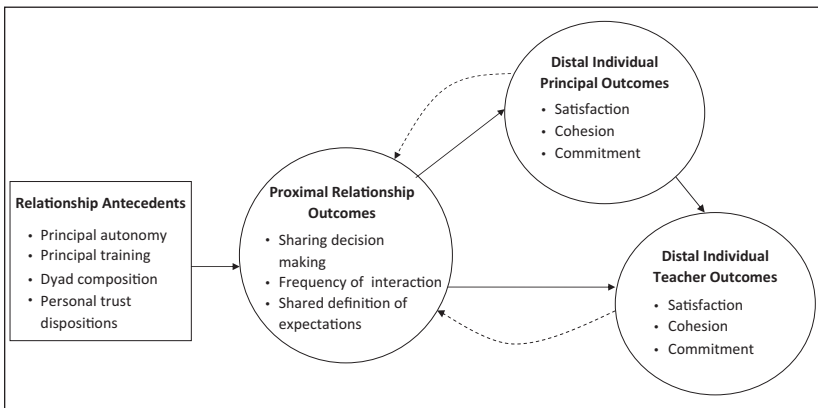 Relationship Antecedents
• Principal autonomy
• Principal training
• Dyad composition
• Personal trust
dispositions
Proximal Relationship
Outcomes
• Sharing decision
making
• Frequency of interaction
• Shared definition of
expectations
Distal Individual
Principal Outcomes
• Satisfaction
• Cohesion
• Commitment
Distal Individual
Teacher Outcomes
• Satisfaction
• Cohesion
• Commitment